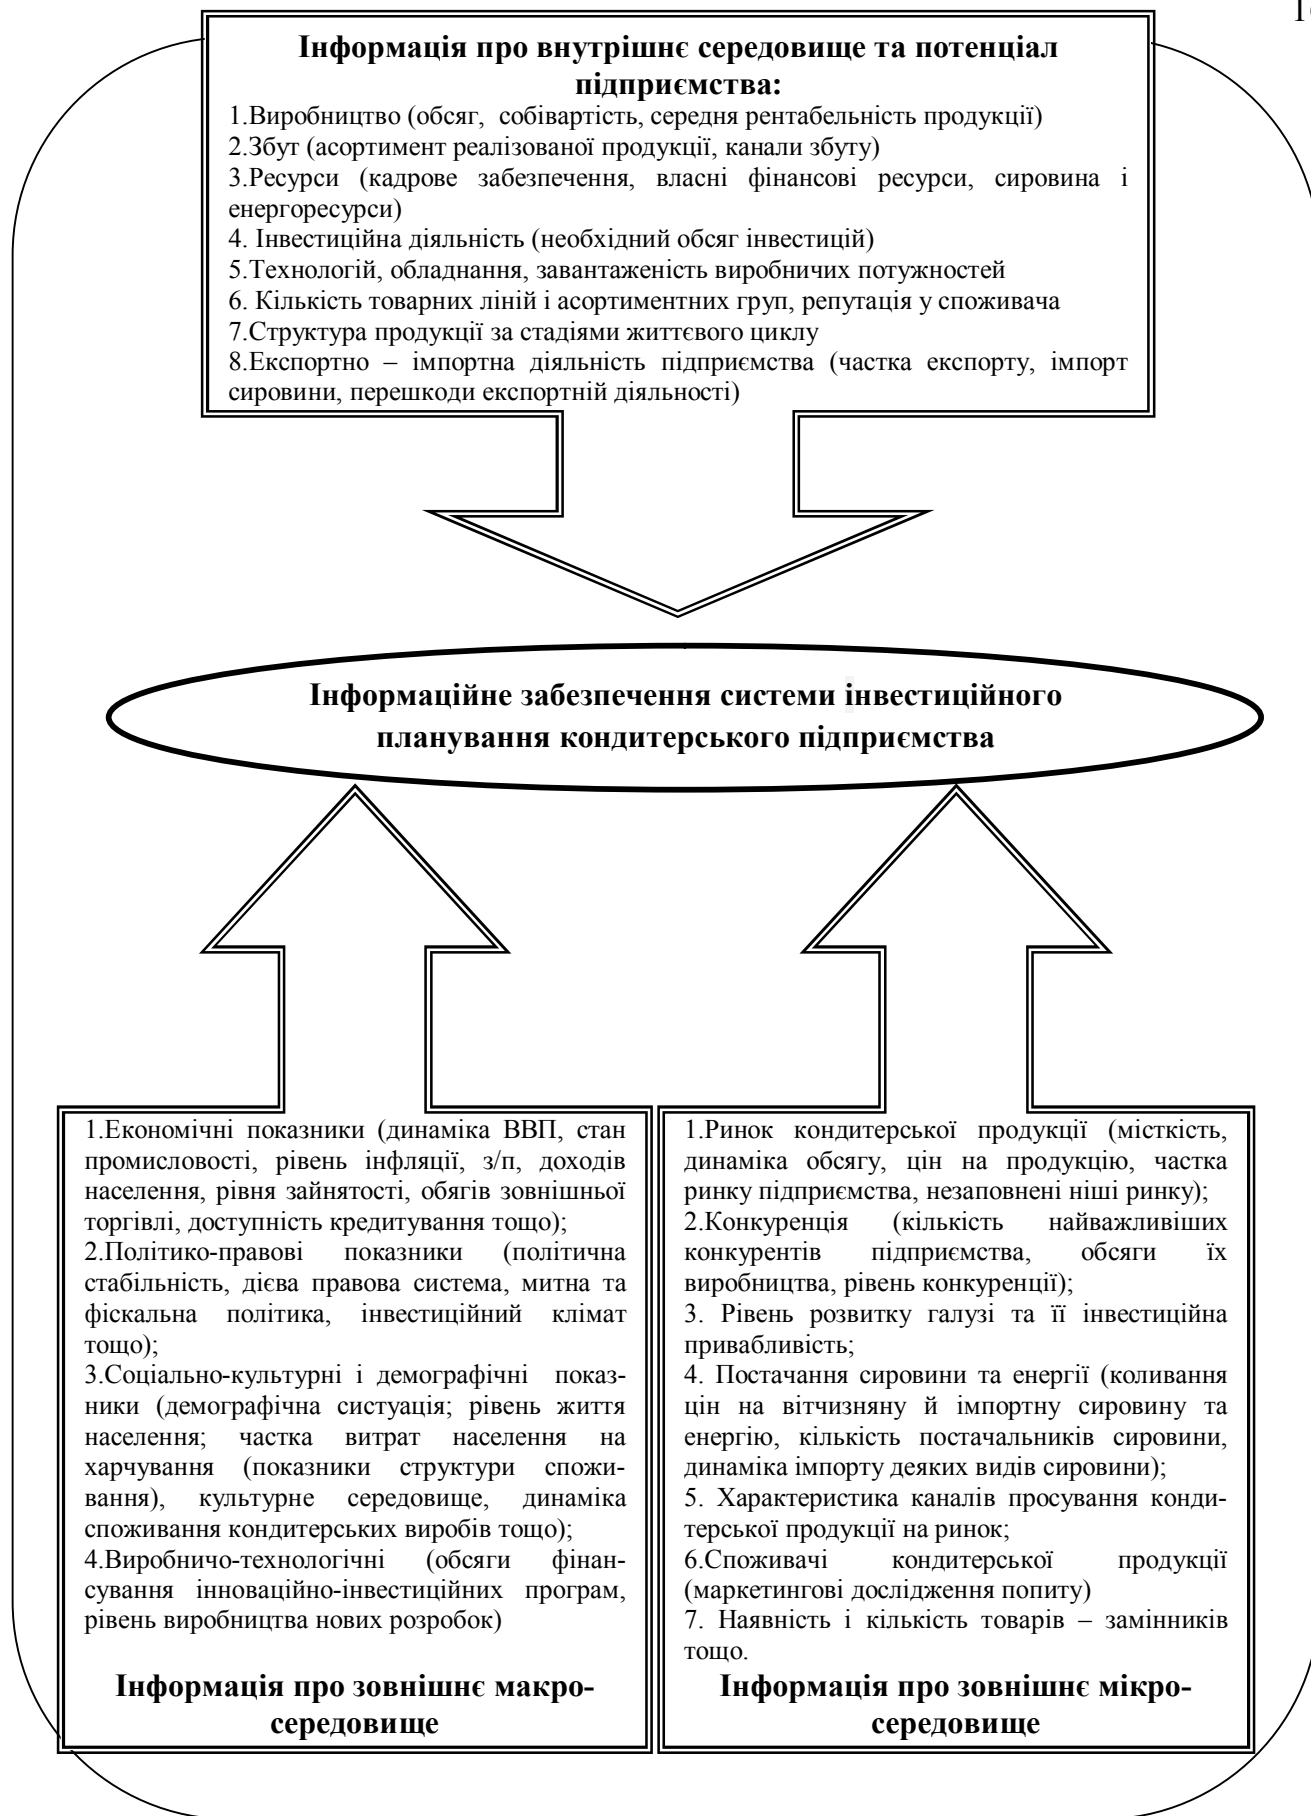 Інформація про внутрішнє середовище та потенціал
підприємства:
1.Виробництво (обсяг, собівартість, середня рентабельність продукції)
2.Збут (асортимент реалізованої продукції, канали збуту)
3.Ресурси (кадрове забезпечення, власні фінансові ресурси, сировина і
енергоресурси)
4. Інвестиційна діяльність (необхідний обсяг інвестицій)
5.Технологій, обладнання, завантаженість виробничих потужностей
6. Кількість товарних ліній і асортиментних груп, репутація у споживача
7.Структура продукції за стадіями життєвого циклу
8.Експортно – імпортна діяльність підприємства (частка експорту, імпорт
сировини, перешкоди експортній діяльності)
Інформаційне забезпечення системи інвестиційного
планування кондитерського підприємства
1.Економічні показники (динаміка ВВП, стан
промисловості, рівень інфляції, з/п, доходів
населення, рівня зайнятості, обягів зовнішньої
торгівлі, доступність кредитування тощо);
2.Політико-правові показники (політична
стабільність, дієва правова система, митна та
фіскальна політика, інвестиційний клімат
тощо);
3.Соціально-культурні і демографічні показ-
ники (демографічна систуація; рівень життя
населення; частка витрат населення на
харчування (показники структури спожи-
вання), культурне середовище, динаміка
споживання кондитерських виробів тощо);
4.Виробничо-технологічні (обсяги фінан-
сування інноваційно-інвестиційних програм,
рівень виробництва нових розробок)
Інформація про зовнішнє макро-
середовище
1.Ринок кондитерської продукції (місткість,
динаміка обсягу, цін на продукцію, частка
ринку підприємства, незаповнені ніші ринку);
2.Конкуренція (кількість найважливіших
конкурентів підприємства, обсяги їх
виробництва, рівень конкуренції);
3. Рівень розвитку галузі та її інвестиційна
привабливість;
4. Постачання сировини та енергії (коливання
цін на вітчизняну й імпортну сировину та
енергію, кількість постачальників сировини,
динаміка імпорту деяких видів сировини);
5. Характеристика каналів просування конди-
терської продукції на ринок;
6.Споживачі кондитерської продукції
(маркетингові дослідження попиту)
7. Наявність і кількість товарів – замінників
тощо.
Інформація про зовнішнє мікро-
середовище